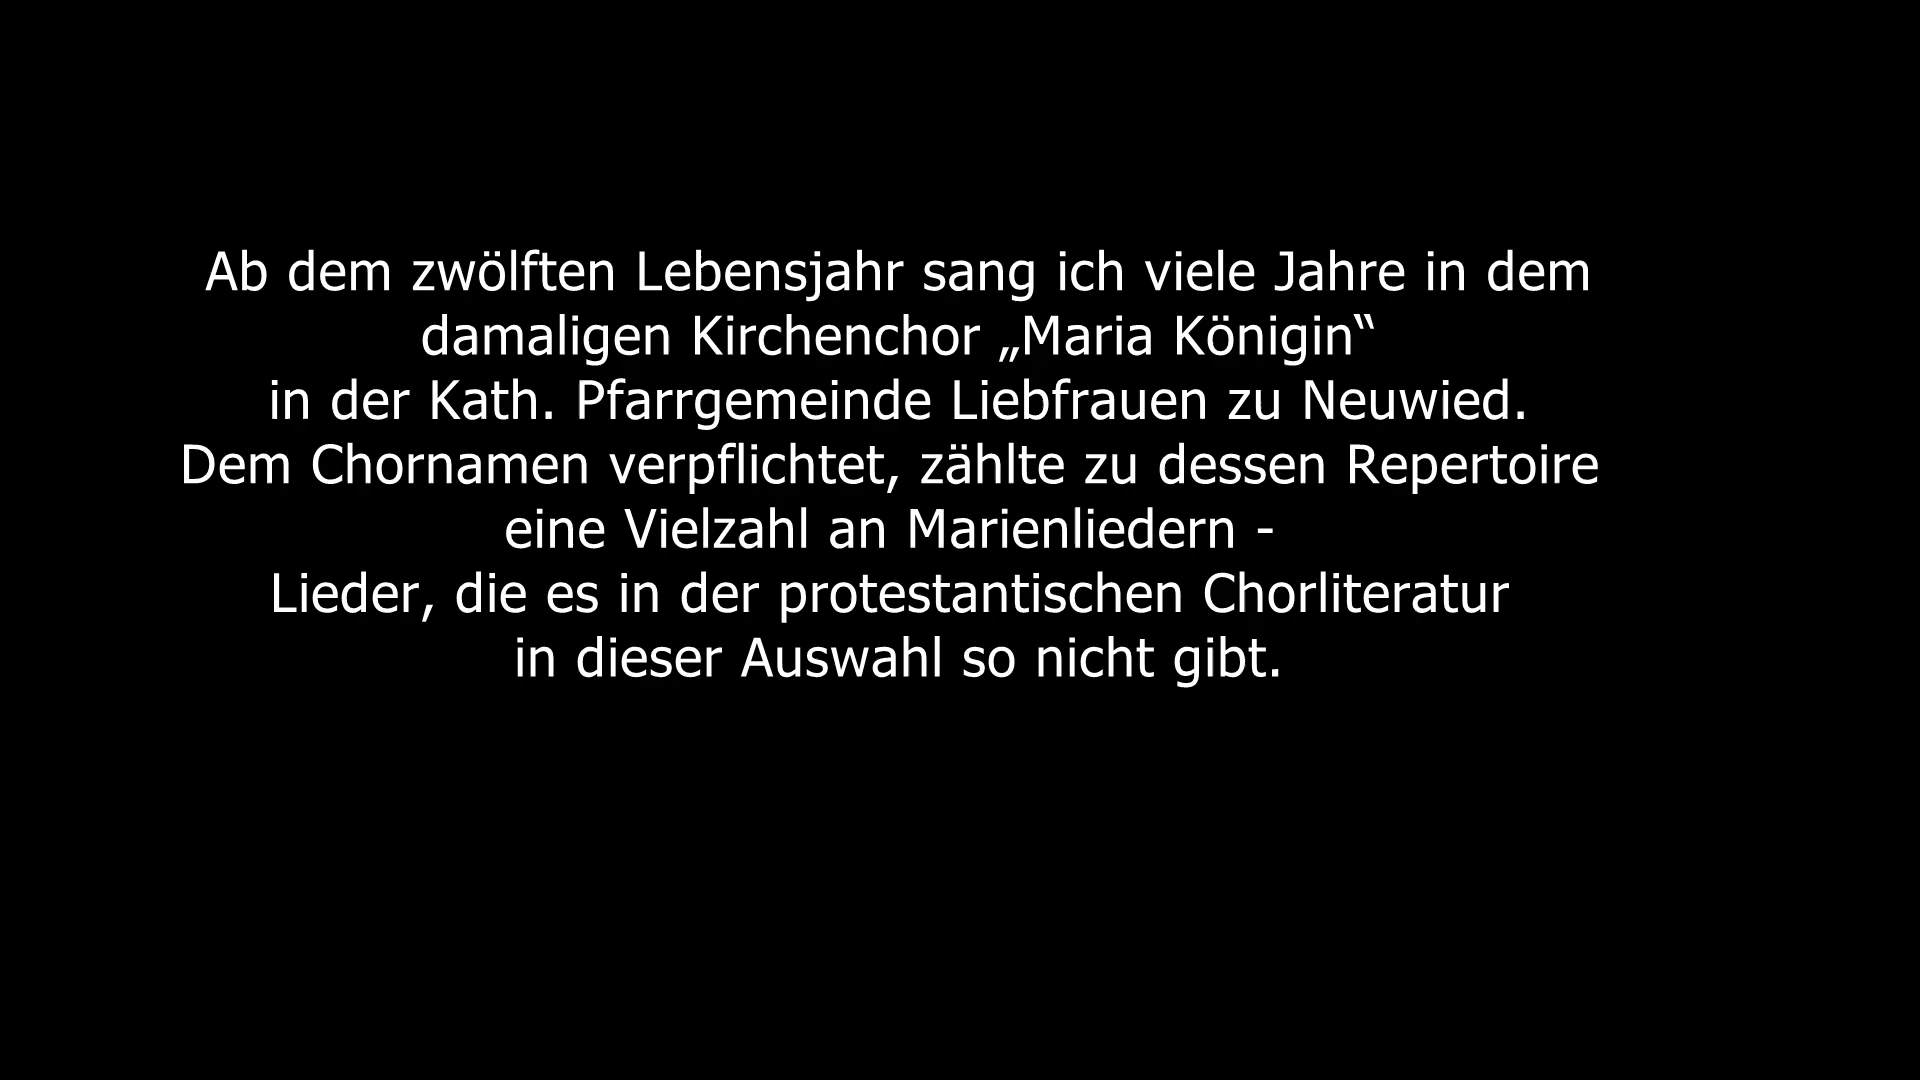 Ab dem zwölften Lebensjahr sang ich viele Jahre in dem
damaligen Kirchenchor „Maria Königin“
in der Kath. Pfarrgemeinde Liebfrauen zu Neuwied.
Dem Chornamen verpflichtet, zählte zu dessen Repertoire
eine Vielzahl an Marienliedern -
Lieder, die es in der protestantischen Chorliteratur
in dieser Auswahl so nicht gibt.